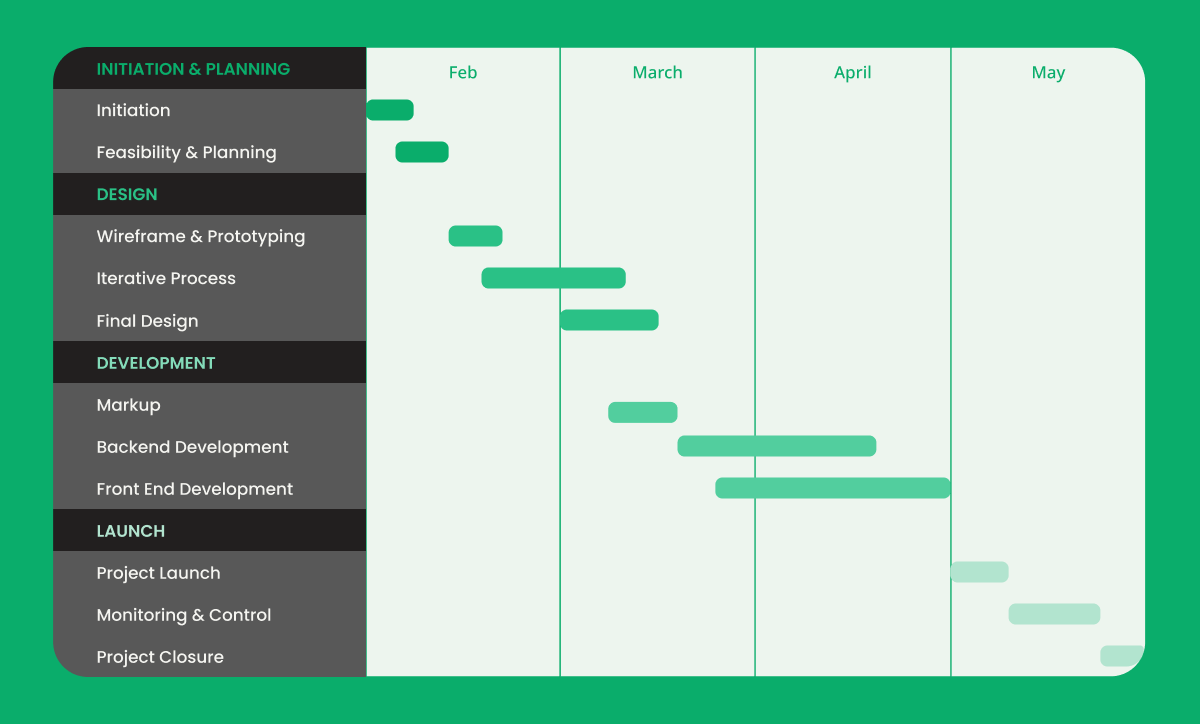 INITIATION & PLANNING
Feb
March
April
May
Initiation
Feasibility & Planning
DESIGN
Wireframe & Prototyping
Iterative Process
Final Design
DEVELOPMENT
Markup
Backend Development
Front End Development
LAUNCH
Project Launch
Monitoring & Control
Project Closure